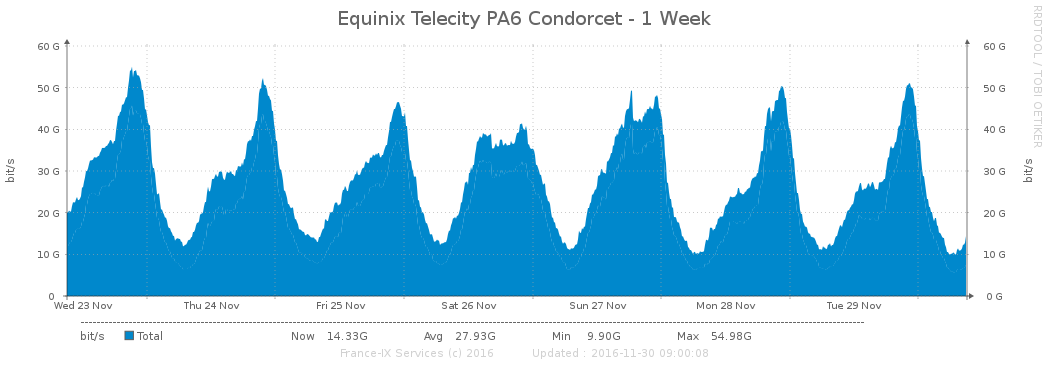 Equinix Telecity PA6 Condorcet - 1 Week
RRDTOOL / TOBI OETIKER
60 G 60 G
50 G 50 G
40 G 40 G
30 G 30 G
20 G 20 G
10 G 10 G
0 0 G
bit/s
bit/s
Wed 23 Nov Thu 24 Nov Fri 25 Nov Sat 26 Nov Sun 27 Nov Mon 28 Nov Tue 29 Nov
bit/s Total Now 14.33G Avg 27.93G Min 9.90G Max 54.98G
France-IX Services (c) 2016 Updated : 2016-11-30 09:00:08